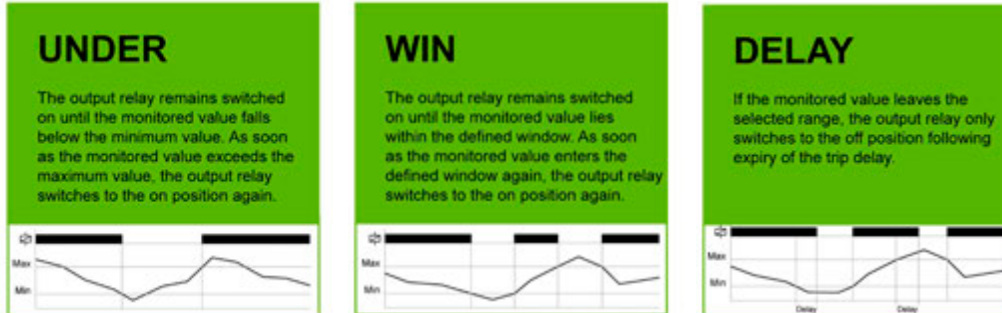 UNDER
The output relay remains switched
on until the monitored value falls
below the minimum value. As soon
as the monitored value exceeds the
maximum value, the output relay
switches to the on position again.
Max
Min
WIN
The output relay remains switched
on until the monitored value lies
within the defined window. As soon
as the monitored value enters the
defined window again, the output relay
switches to the on position again.
Max
Min
DELAY
If the monitored value leaves the
selected range, the output relay only
switches to the off position following
expiry of the trip delay.
Max
Min
Delay
Delay